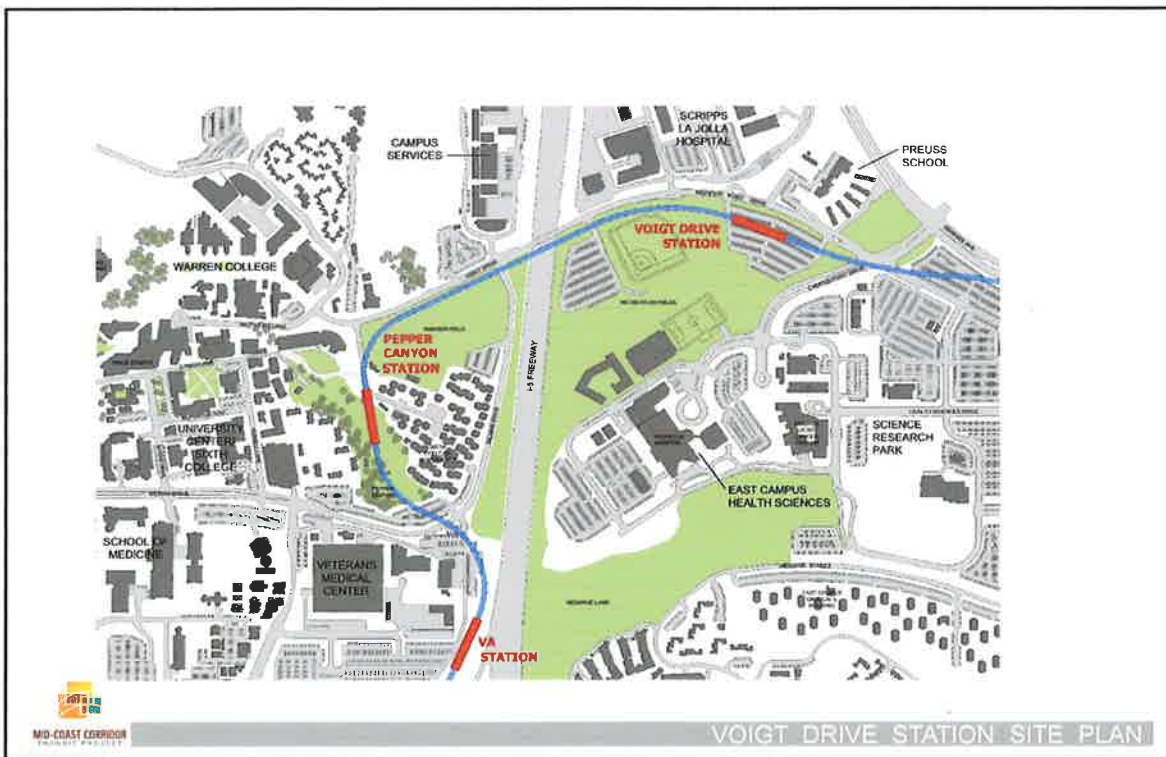 SCRIPPS
LA JOLLA
HOSPITAL
CAMPUS
SERVICES
PREUSS
SCHOOL
VOIGT DRIVE
STATION
WARREN COLLEGE
PEPPER
CANYON
STATION
I-5 FREEWAY
UNIVERSITY
CENTER/
SIXTH
COLLEGE
SCIENCE
RESEARCH
PARK
EAST CAMPUS
HEALTH SCIENCES
SCHOOL OF
MEDICINE
VETERANS
MEDICAL
CENTER
VA
STATION
MID-COAST CORRIDOR
TRANSIT PROJECT
VOIGT DRIVE STATION SITE PLAN